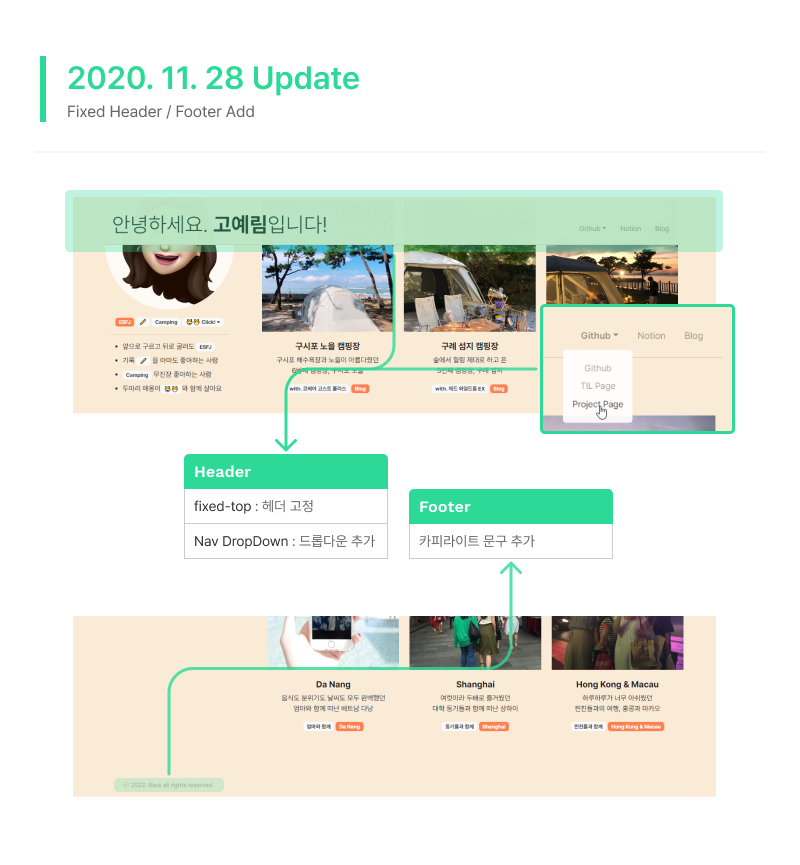 2020. 11. 28 Update
Fixed Header / Footer Add
안녕하세요. 고예림입니다!
Github
Notion
Blog
ESFJ
Camping
Click!
앞으로 구르고 뒤로 굴러도 ESFJ
기록 을 아마도 좋아하는 사람
Camping 무진장 좋아하는 사람
두마리 애옹이 와 함께 살아요
구시포 노을 캠핑장
구시포 해수욕장과 노을이 아름다웠던
with. 코베아 고스트 플러스
Blog
구례 섬지 캠핑장
숲에서 힐링 제대로 하고 온
with. 제드 와일드돔 EX
Blog
Github
Notion
Blog
Github
TIL Page
Project Page
Header
fixed-top : 헤더 고정
Nav DropDown : 드롭다운 추가
Footer
카피라이트 문구 추가
Da Nang
음식도 분위기도 날씨도 모두 완벽했던
엄마와 함께 떠난 베트남 다낭
엄마와 함께
Da Nang
Shanghai
여럿이라 두배로 즐거웠던
대학 동기들과 함께 떠난 상하이
동기들과 함께
Shanghai
Hong Kong & Macau
하루하루가 너무 아쉬웠던
찐친들과의 여행, 홍콩과 마카오
찐친들과 함께
Hong Kong & Macau
all rights reserved.